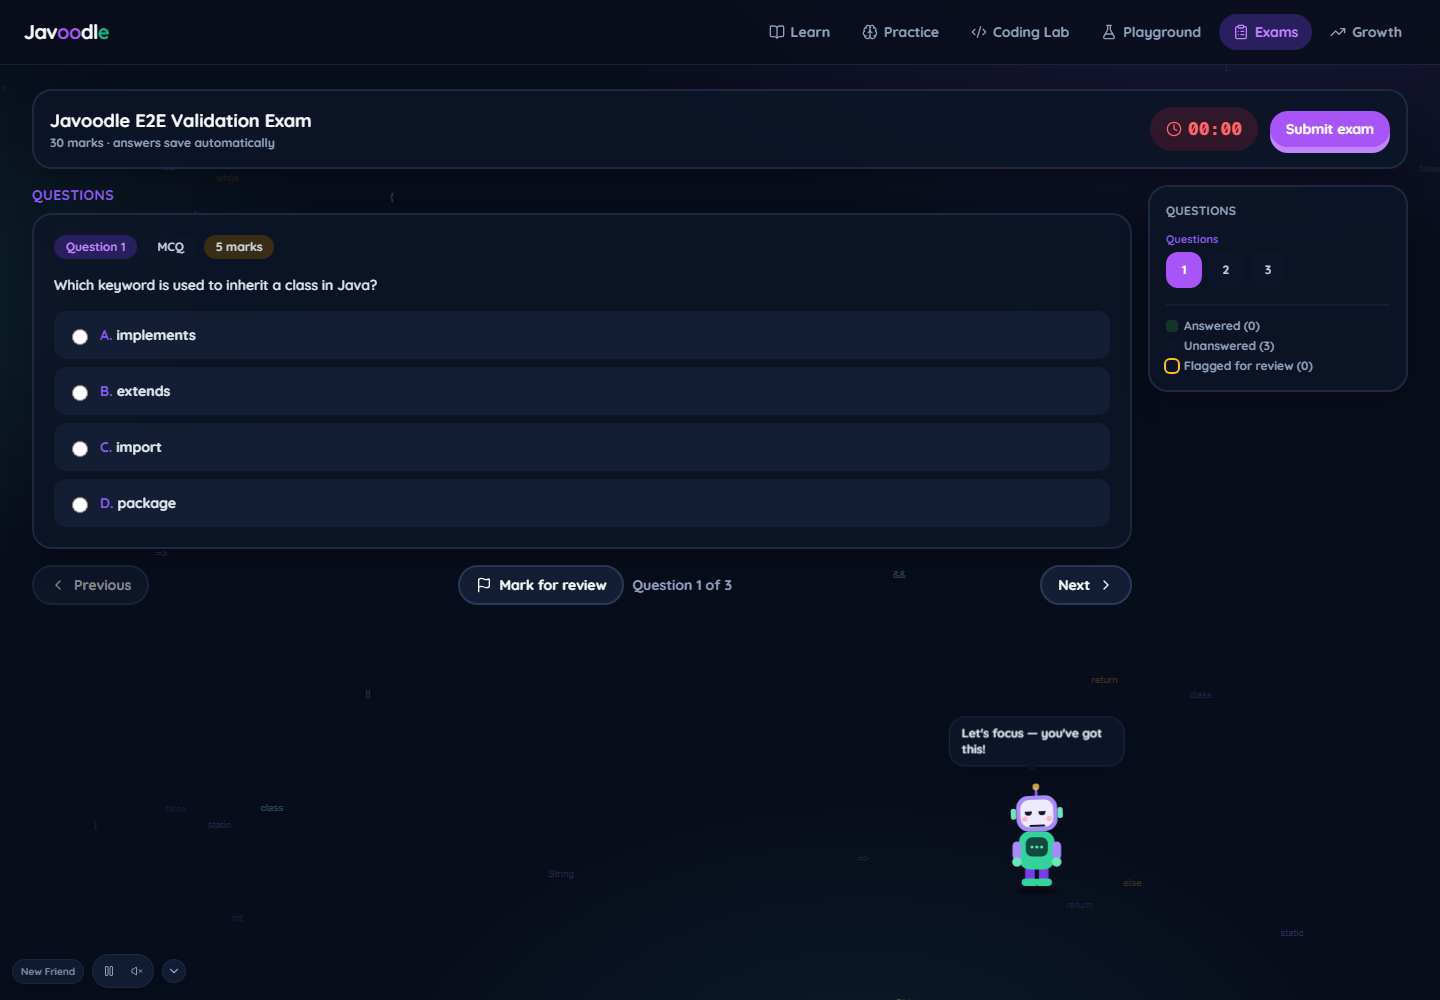 Javoodle
Learn
Practice
Coding Lab
Playground
Exams
Growth
Javoodle E2E Validation Exam
30 marks · answers save automatically
00:00
Submit exam
while
{
false
QUESTIONS
Question 1
MCQ
5 marks
Which keyword is used to inherit a class in Java?
A. implements
B. extends
C. import
D. package
QUESTIONS
Questions
1
2
3
Answered (0)
Unanswered (3)
Flagged for review (0)
=>
&&
Previous
Mark for review
Question 1 of 3
Next
return
||
class
Let's focus — you've got
this!
false
class
]
static
=>
String
else
return
int
static
New Friend